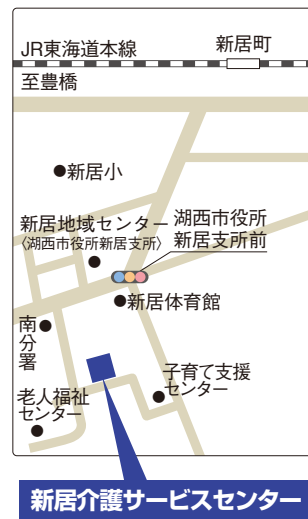 JR東海道本線
新居町
至豊橋
●新居小
新居地域センター
〈湖西市役所新居支所〉
湖西市役所
新居支所前
●新居体育館
南分署
子育て支援
センター
老人福祉
センター
新居介護サービスセンター